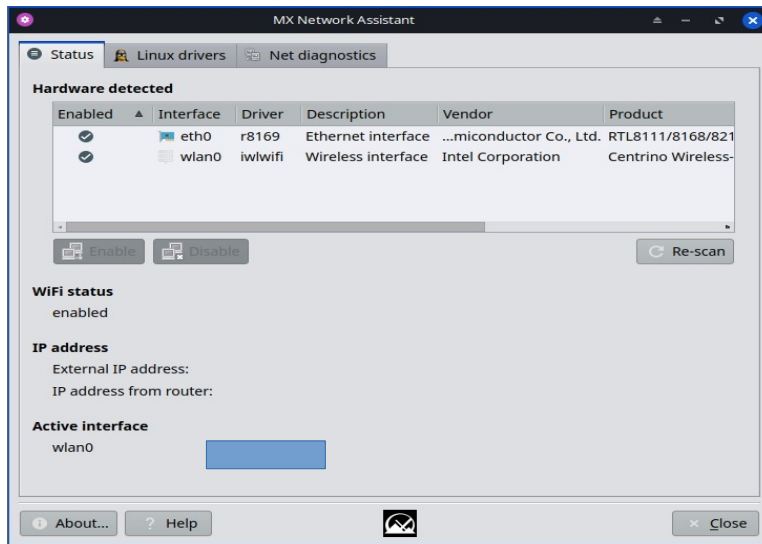 MX Network Assistant
Status Linux drivers Net diagnostics
Hardware detected
Enabled Interface Driver Description Vendor Product
eth0 r8169 Ethernet interface ...miconductor Co., Ltd. RTL8111/8168/821
wlan0 iwlwifi Wireless interface Intel Corporation Centrino Wireless-
Enable Disable Re-scan
WiFi status
enabled
IP address
External IP address:
IP address from router:
Active interface
wlan0
About... ? Help Close